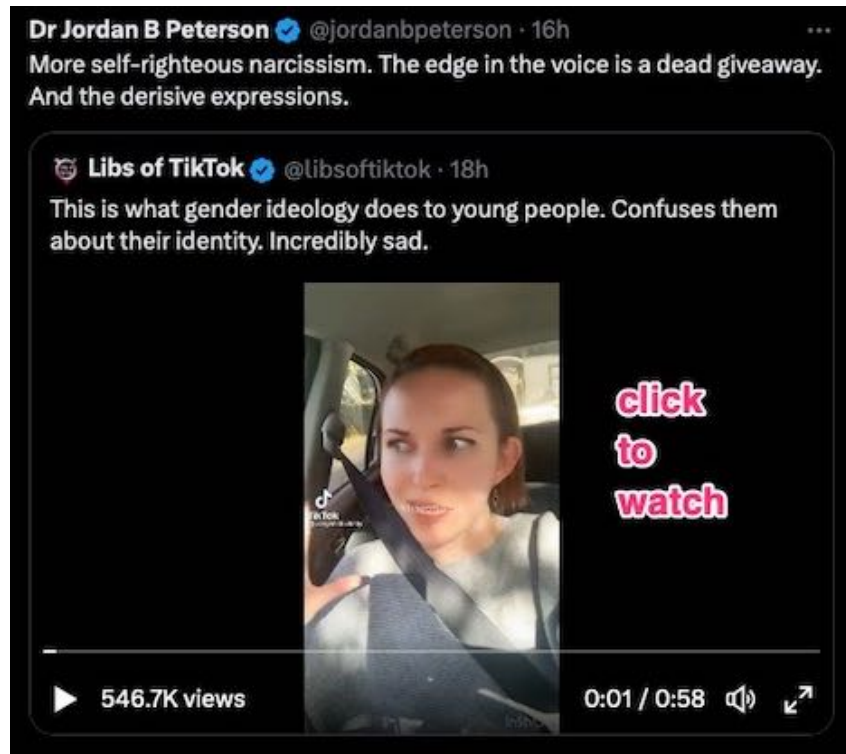 Dr Jordan B Peterson @jordanbpeterson · 16h
More self-righteous narcissism. The edge in the voice is a dead giveaway.
And the derisive expressions.
Libs of TikTok @libsoftiktok · 18h
This is what gender ideology does to young people. Confuses them
about their identity. Incredibly sad.
click
to
watch
TikTok
546.7K views
0:01 / 0:58